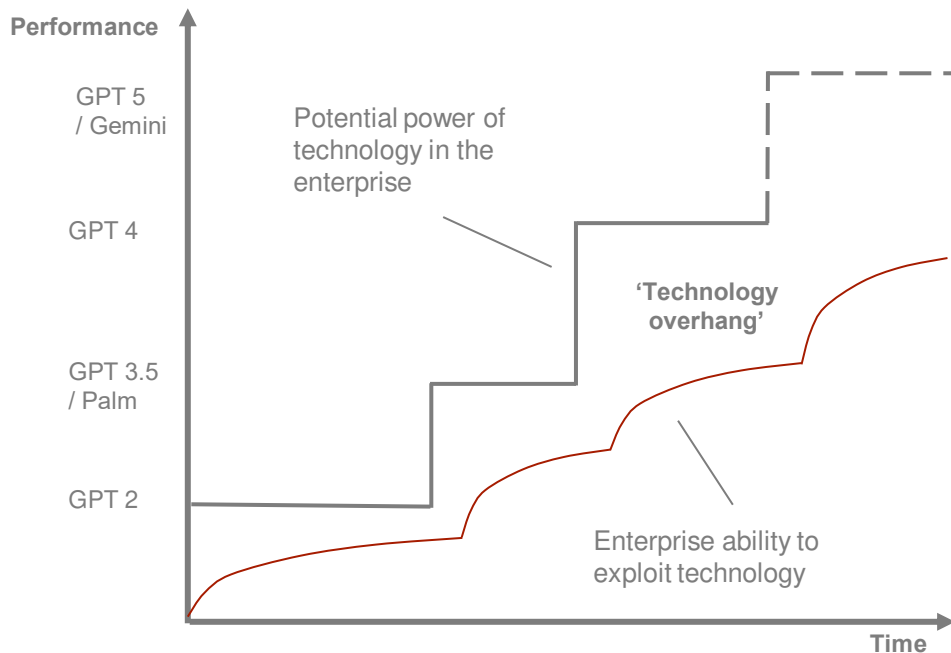 Performance
GPT 5
/ Gemini
Potential power of
technology in the
enterprise
GPT 4
‘Technology
overhang’
GPT 3.5
/ Palm
GPT 2
Enterprise ability to
exploit technology
Time